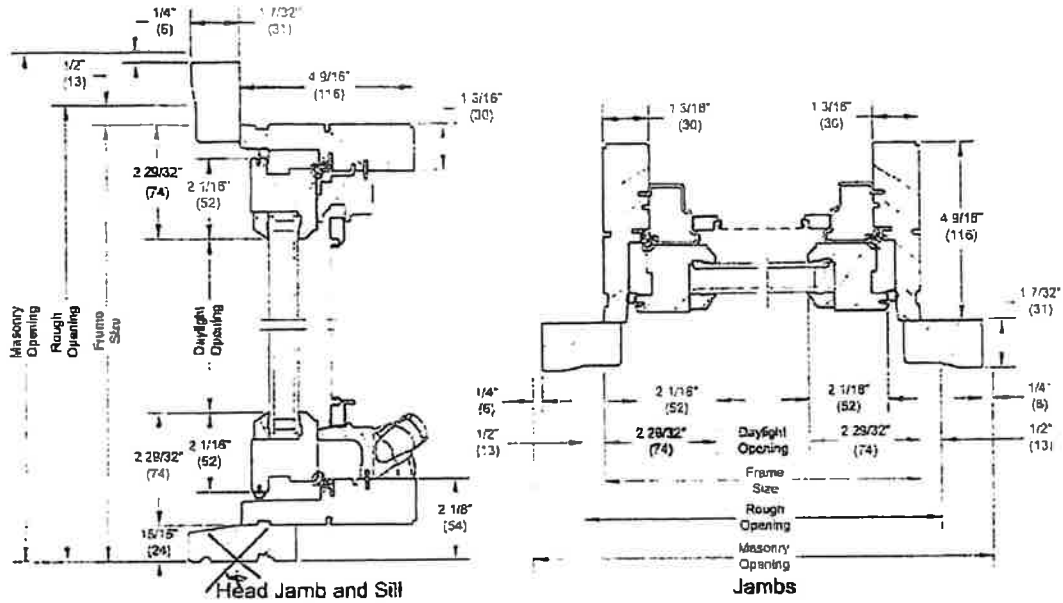 1/4"
(6)
1 7/32"
(31)
1/2"
(13)
4 9/16"
(116)
1 3/16"
(30)
2 29/32"
(74)
2 1/16"
(52)
Masonry
Opening
Rough
Opening
Frame
Size
Daylight
Opening
2 29/32"
(74)
2 1/16"
(52)
2 1/8"
(54)
15/16"
(24)
Head Jamb and Sill
1 3/16"
(30)
1 3/16"
(30)
4 9/16"
(116)
1 7/32"
(31)
1/4"
(6)
2 1/16"
(52)
2 1/16"
(52)
1/4"
(6)
1/2"
(13)
2 29/32"
(74)
Daylight
Opening
2 29/32"
(74)
1/2"
(13)
Frame
Size
Rough
Opening
Masonry
Opening
Jambs